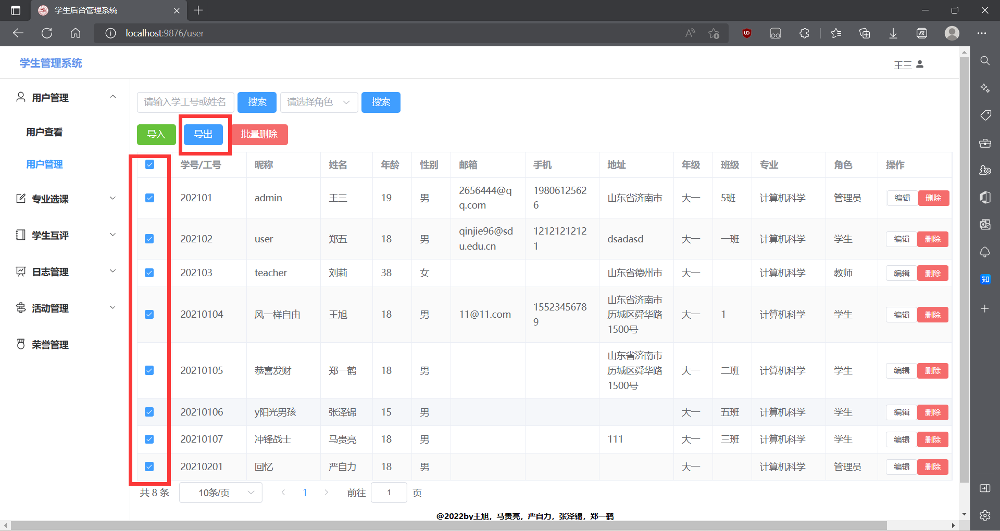 学生后台管理系统
localhost:9876/user
学生管理系统
王三
用户管理
用户查看
用户管理
专业选课
学生互评
日志管理
活动管理
荣誉管理
请输入学工号或姓名 搜索 请选择角色 搜索
导入 导出 批量删除
学号/工号 昵称 姓名 年龄 性别 邮箱 手机 地址 年级 班级 专业 角色 操作
202101 admin 王三 19 男 2656444@q 1980612562 山东省济南市 大一 5班 计算机科学 管理员 编辑 删除
q.com 6
202102 user 郑五 18 男 qinjie96@sd 1212121212 dsadasd 大一 一班 计算机科学 学生 编辑 删除
u.edu.cn 1
202103 teacher 刘莉 38 女 山东省德州市 大一 计算机科学 教师 编辑 删除
20210104 风一样自由 王旭 18 男 11@11.com 1552345678 山东省济南市 大一 1 计算机科学 学生 编辑 删除
9 历城区舜华路
1500号
20210105 恭喜发财 郑一鹤 18 男 山东省济南市 大一 二班 计算机科学 学生 编辑 删除
历城区舜华路
1500号
20210106 y阳光男孩 张泽锦 15 男 大一 五班 计算机科学 学生 编辑 删除
20210107 冲锋战士 马贵亮 18 男 111 大一 三班 计算机科学 学生 编辑 删除
20210201 回忆 严自力 18 男 大一 计算机科学 管理员 编辑 删除
共 8 条 10条/页 1 前往 1 页
@2022by王旭，马贵亮，严自力，张泽锦，郑一鹤
知